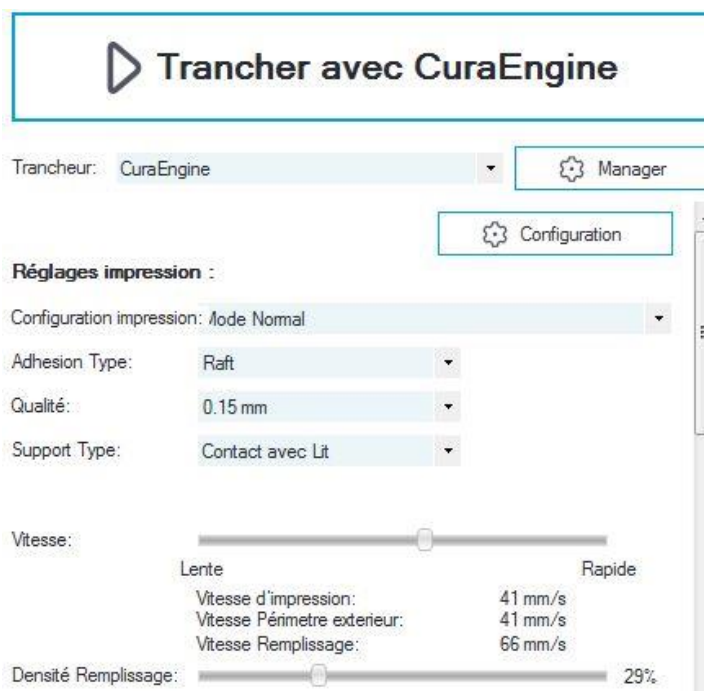 Trancher avec CuraEngine
Trancheur: CuraEngine Manager
Configuration
Réglages impression :
Configuration impression: Mode Normal
Adhesion Type: Raft
Qualité: 0.15 mm
Support Type: Contact avec Lit
Vitesse:
Lente Rapide
Vitesse d'impression: 41 mm/s
Vitesse Périmetre exterieur: 41 mm/s
Vitesse Remplissage: 66 mm/s
Densité Remplissage: 29%